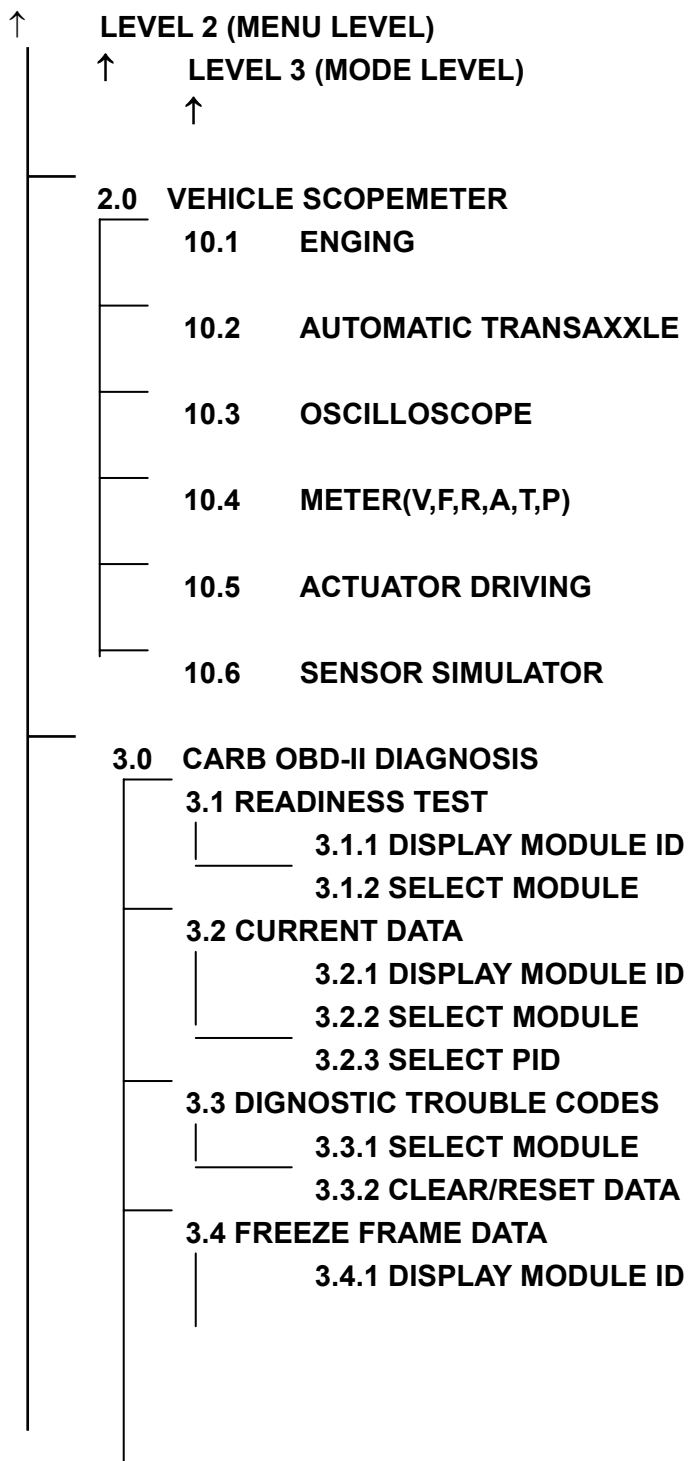 ↑ LEVEL 2 (MENU LEVEL)
↑ LEVEL 3 (MODE LEVEL)
↑
2.0 VEHICLE SCOPEMETER
10.1 ENGING
10.2 AUTOMATIC TRANSAXXLE
10.3 OSCILLOSCOPE
10.4 METER(V,F,R,A,T,P)
10.5 ACTUATOR DRIVING
10.6 SENSOR SIMULATOR
3.0 CARB OBD-II DIAGNOSIS
3.1 READINESS TEST
3.1.1 DISPLAY MODULE ID
3.1.2 SELECT MODULE
3.2 CURRENT DATA
3.2.1 DISPLAY MODULE ID
3.2.2 SELECT MODULE
3.2.3 SELECT PID
3.3 DIGNOSTIC TROUBLE CODES
3.3.1 SELECT MODULE
3.3.2 CLEAR/RESET DATA
3.4 FREEZE FRAME DATA
3.4.1 DISPLAY MODULE ID